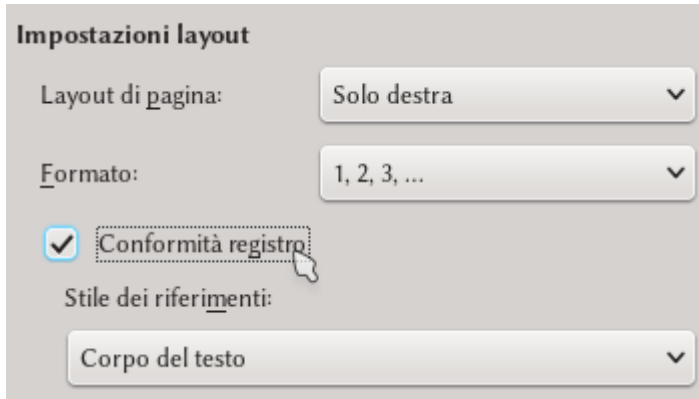 Impostazioni layout
Layout di pagina: Solo destra
Formato: 1, 2, 3, ...
Conformità registro
Stile dei riferimenti:
Corpo del testo